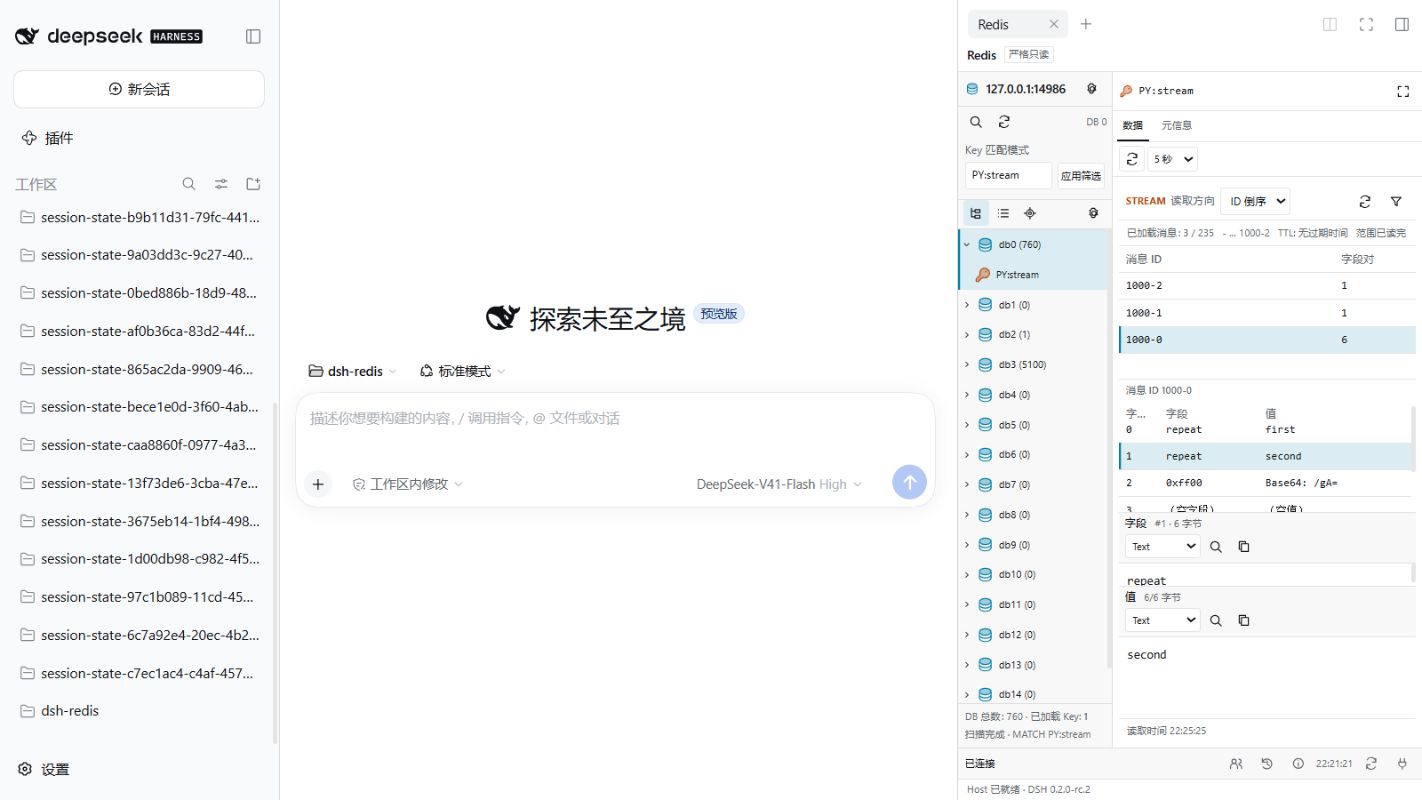 deepseek HARNESS
新会话
插件
工作区
session-state-b9b11d31-79fc-441...
session-state-9a03dd3c-9c27-40...
session-state-0bed886b-18d9-48...
session-state-af0b36ca-83d2-44f...
session-state-865ac2da-9909-46...
session-state-bece1e0d-3f60-4ab...
session-state-caa8860f-0977-4a3...
session-state-13f73de6-3cba-47e...
session-state-3675eb14-1bf4-498...
session-state-1d00db98-c982-4f5...
session-state-97c1b089-11cd-45...
session-state-6c7a92e4-20ec-4b2...
session-state-c7ec1ac4-c4af-457...
dsh-redis
设置
探索未至之境 预览版
dsh-redis 标准模式
描述你想要构建的内容, / 调用指令, @ 文件或对话
工作区内修改 DeepSeek-V41-Flash High
Redis
Redis 严格只读
127.0.0.1:14986
DB 0
Key 匹配模式
PY:stream 应用筛选
db0 (760)
PY:stream
db1 (0)
db2 (1)
db3 (5100)
db4 (0)
db5 (0)
db6 (0)
db7 (0)
db8 (0)
db9 (0)
db10 (0)
db11 (0)
db12 (0)
db13 (0)
db14 (0)
DB 总数: 760 · 已加载 Key: 1
扫描完成 · MATCH PY:stream
PY:stream
数据 元信息
5 秒
STREAM 读取方向 ID 倒序
已加载消息: 3 / 235 - ... 1000-2 TTL: 无过期时间 范围已读完
消息 ID 字段对
1000-2 1
1000-1 1
1000-0 6
消息 ID 1000-0
字... 字段 值
0 repeat first
1 repeat second
2 0xff00 Base64: /gA=
3 (空字段) (空值)
字段 #1 · 6 字节
Text
repeat
值 6/6 字节
Text
second
读取时间 22:25:25
已连接 22:21:21
Host 已就绪 · DSH 0.2.0-rc.2